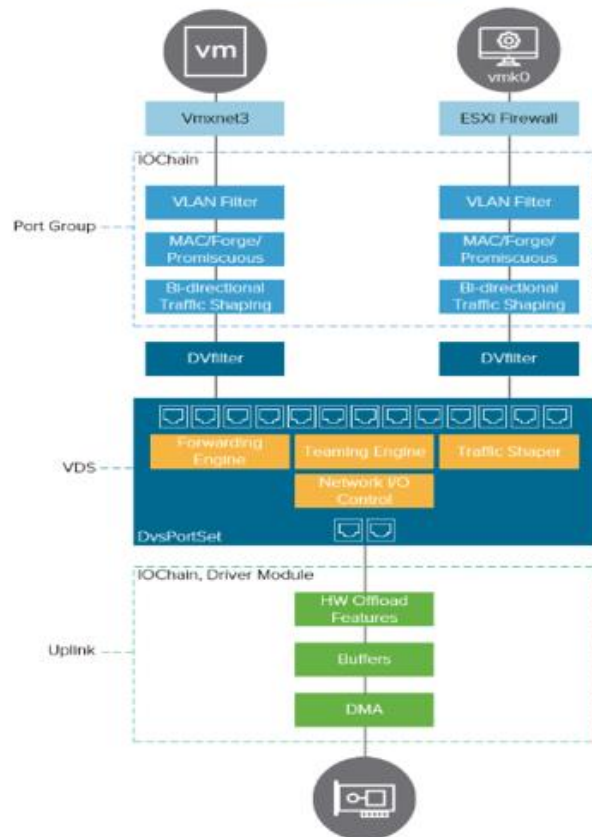 vm
vmk0
Vmxnet3
ESXi Firewall
IOChain
VLAN Filter
VLAN Filter
Port Group
MAC/Forge/
Promiscuous
MAC/Forge/
Promiscuous
Bi-directional
Traffic Shaping
Bi-directional
Traffic Shaping
DVfilter
DVfilter
Forwarding
Engine
Teaming Engine
Traffic Shaper
VDS
Network I/O
Control
DvsPortSet
IOChain, Driver Module
HW Offload
Features
Uplink
Buffers
DMA